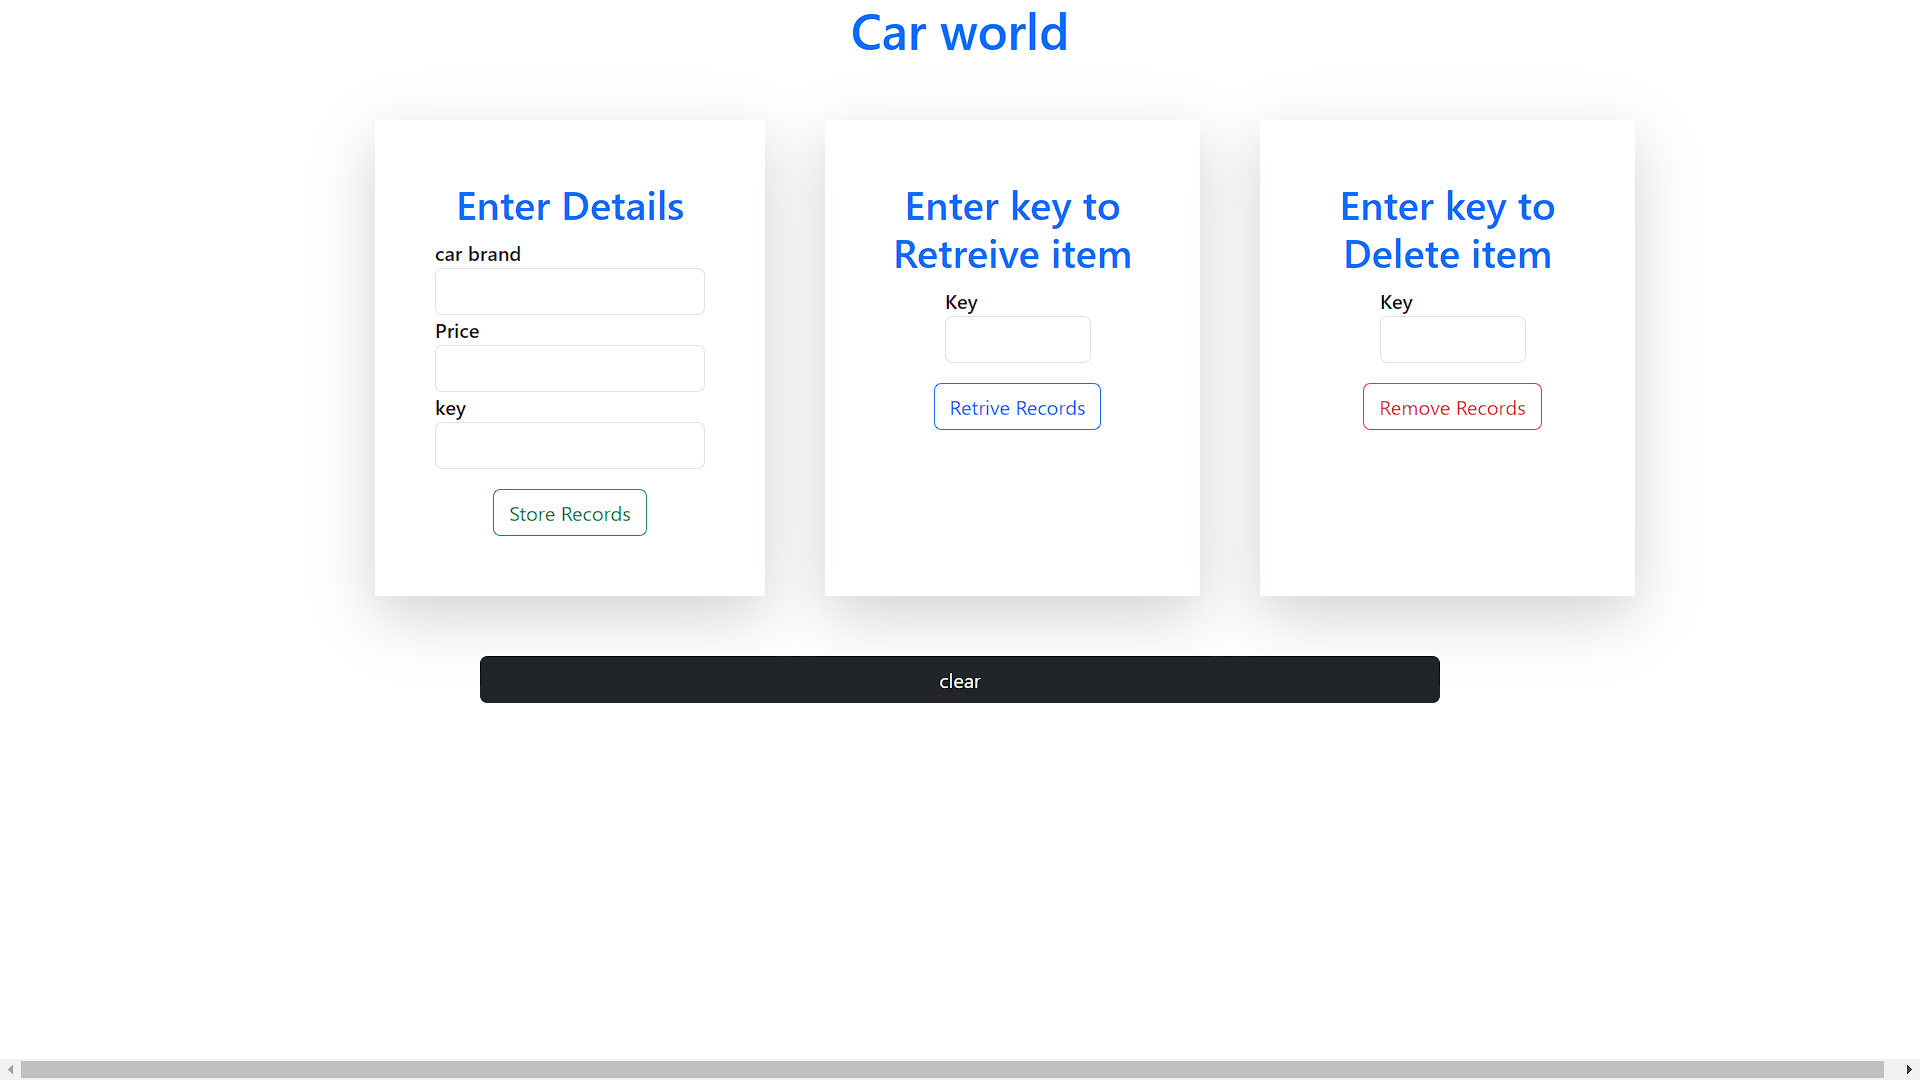 Car world
Enter Details
car brand
Price
key
Store Records
Enter key to
Retreive item
Key
Retrive Records
Enter key to
Delete item
Key
Remove Records
clear